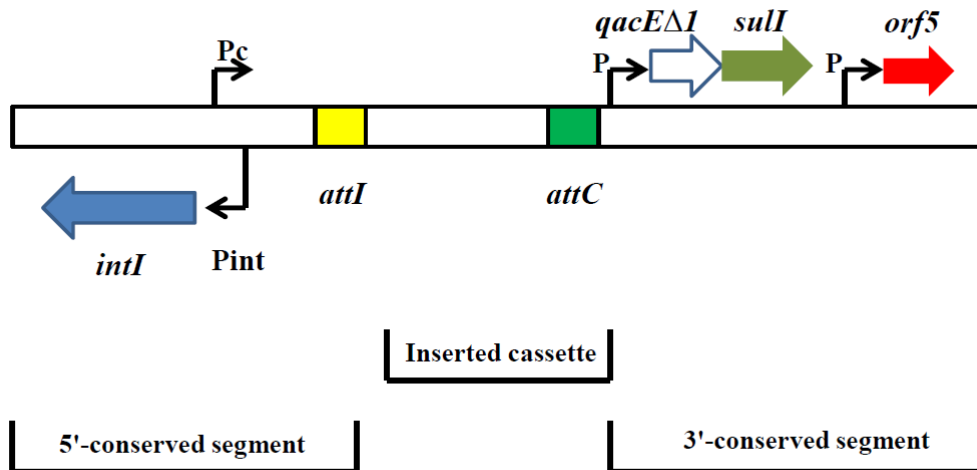 qacEΔ1 sulI orf5
Pc P P
attI attC
intI Pint
Inserted cassette
5'-conserved segment 3'-conserved segment